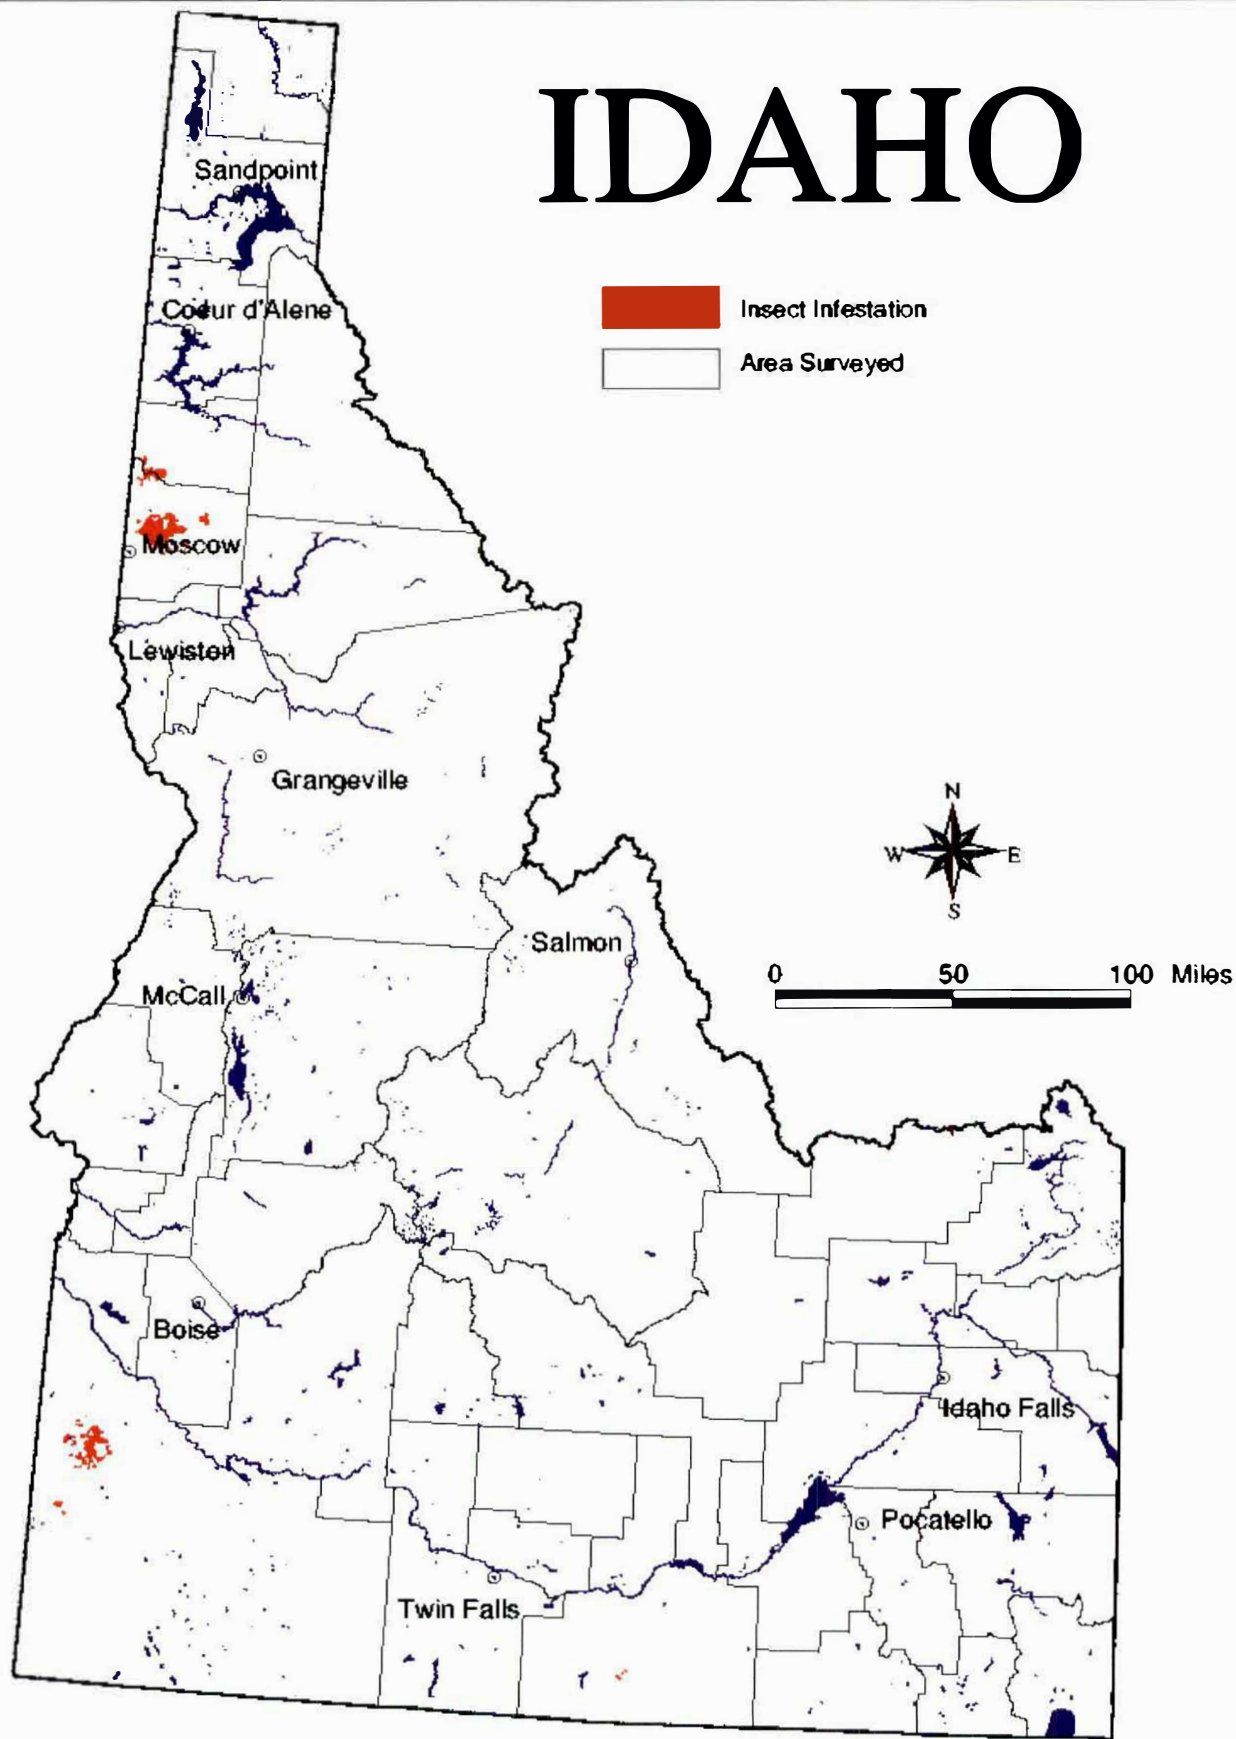 IDAHO
Sandpoint
Insect Infestation
Coeur d'Alene
Area Surveyed
Moscow
Lewiston
Grangeville
N
W E
S
Salmon
0 50 100 Miles
McCall
Boise
Idaho Falls
Pocatello
Twin Falls